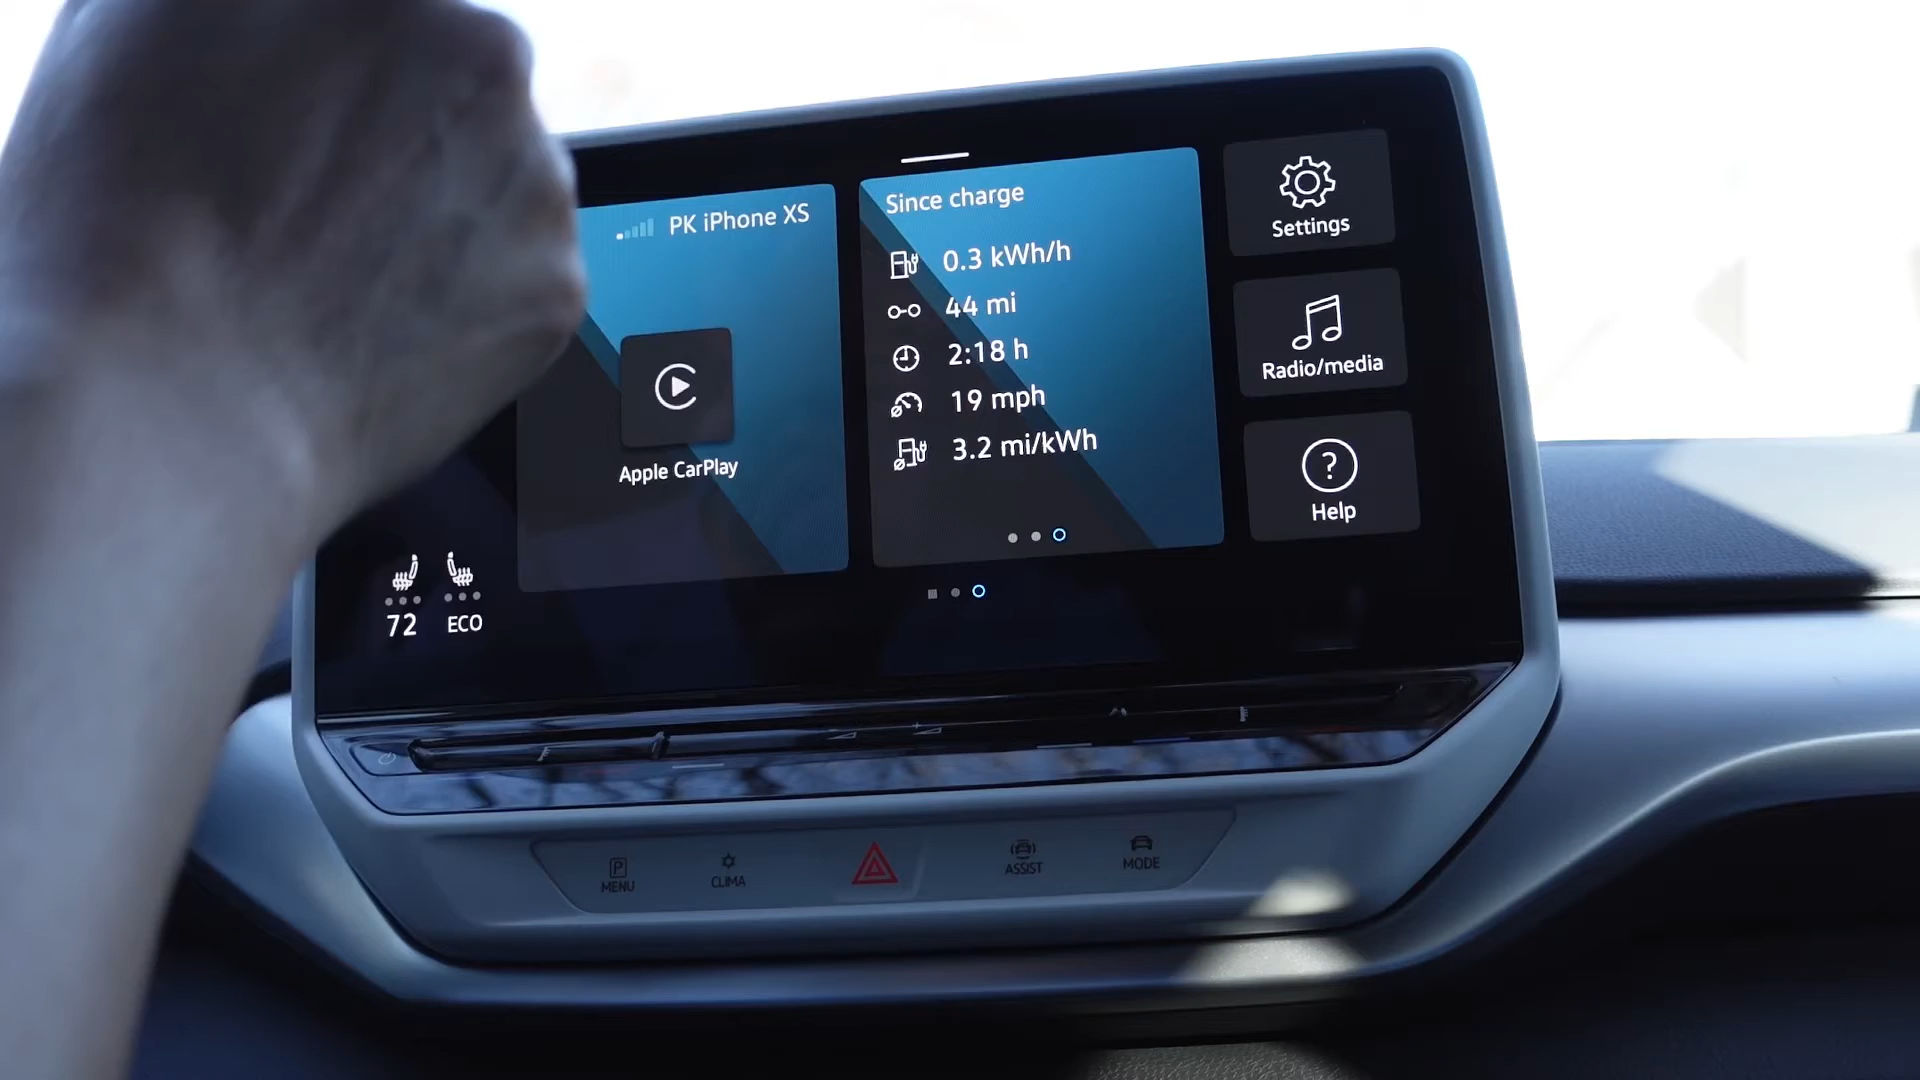 PK iPhone XS
Apple CarPlay
Since charge
0.3 kWh/h
44 mi
2:18 h
19 mph
3.2 mi/kWh
Settings
Radio/media
?
Help
72
ECO
P
MENU
CLIMA
ASSIST
MODE